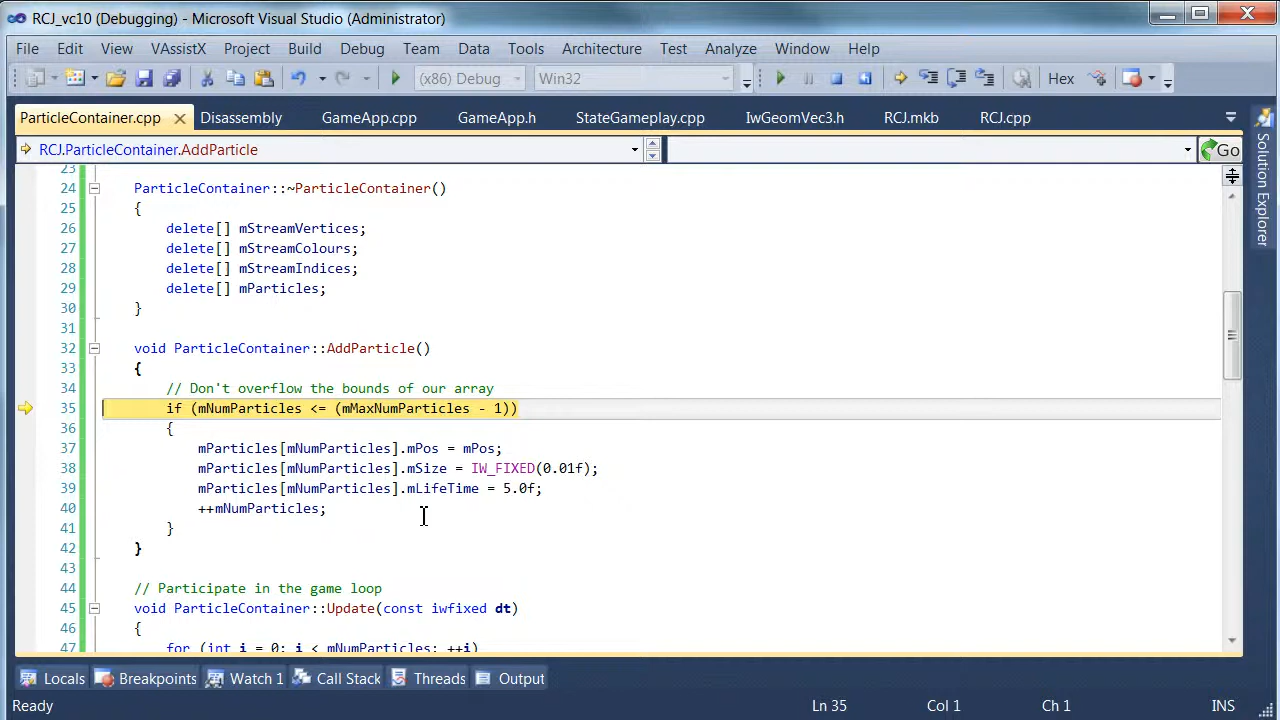 RCJ_vc10 (Debugging) - Microsoft Visual Studio (Administrator)
File Edit View VAssistX Project Build Debug Team Data Tools Architecture Test Analyze Window Help
(x86) Debug Win32 Hex
ParticleContainer.cpp Disassembly GameApp.cpp GameApp.h StateGameplay.cpp IwGeomVec3.h RCJ.mkb RCJ.cpp
RCJ.ParticleContainer.AddParticle Go
Solution Explorer
23
24 ParticleContainer::~ParticleContainer()
25 {
26 delete[] mStreamVertices;
27 delete[] mStreamColours;
28 delete[] mStreamIndices;
29 delete[] mParticles;
30 }
31
32 void ParticleContainer::AddParticle()
33 {
34 // Don't overflow the bounds of our array
35 if (mNumParticles <= (mMaxNumParticles - 1))
36 {
37 mParticles[mNumParticles].mPos = mPos;
38 mParticles[mNumParticles].mSize = IW_FIXED(0.01f);
39 mParticles[mNumParticles].mLifeTime = 5.0f;
40 ++mNumParticles;
41 }
42 }
43
44 // Participate in the game loop
45 void ParticleContainer::Update(const iwfixed dt)
46 {
47 for (int i = 0; i < mNumParticles; ++i)
Locals Breakpoints Watch 1 Call Stack Threads Output
Ready Ln 35 Col 1 Ch 1 INS